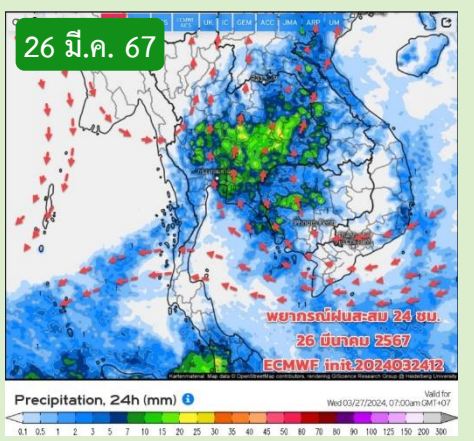 26 มี.ค. 67
UK IC GEM ACC JMA ARP UM
พยากรณ์ฝนสะสม 24 ชม.
26 มีนาคม 2567
ECMWF init.2024032412
Kartenmaterial Map data © OpenStreetMap contributors, rendering GIScience Research Group @ Heidelberg University
Precipitation, 24h (mm)
Valid for
Wed 03/27/2024, 07:00am GMT+07
0.1 0.5 1 2 3 5 7 10 15 20 25 30 35 40 45 50 60 70 80 90 100 125 150 200 300